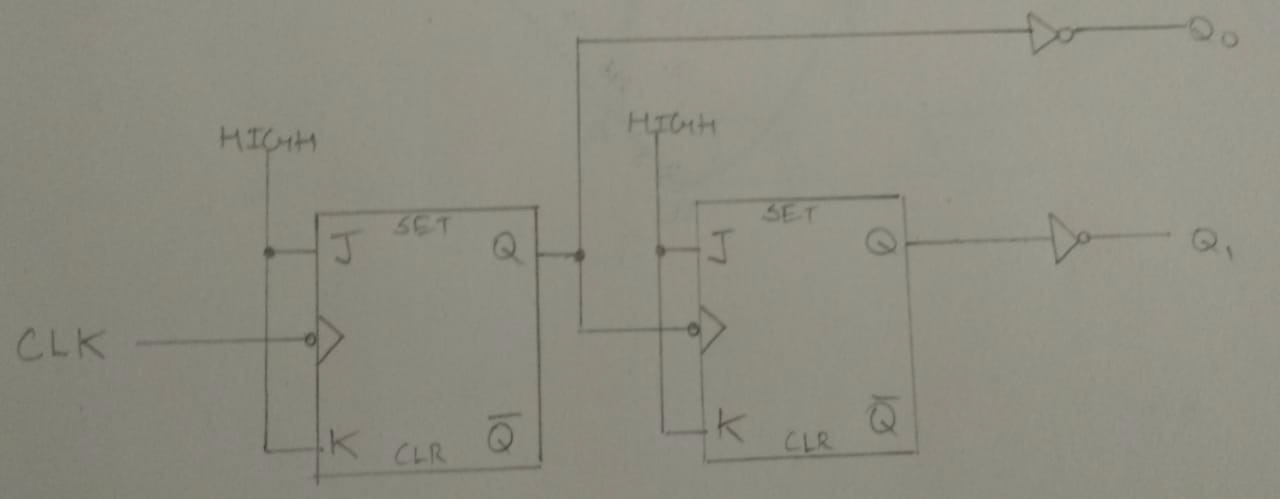 Q₀
HIGH
HIGH
SET
SET
J
Q
J
Q
Q₁
CLK
K
CLR
Q̅
K
CLR
Q̅